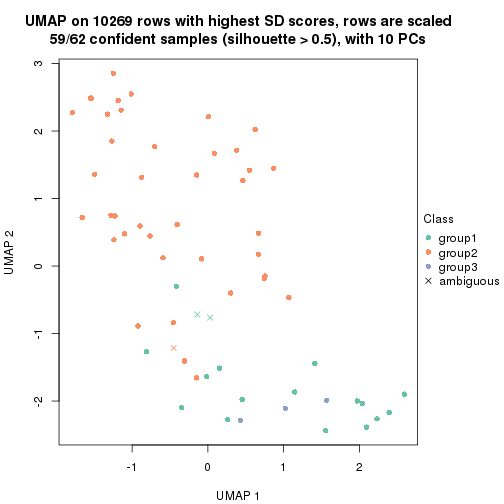 UMAP on 10269 rows with highest SD scores, rows are scaled
59/62 confident samples (silhouette > 0.5), with 10 PCs
3
2
1
0
-1
-2
UMAP 2
-1
0
1
2
UMAP 1
Class
group1
group2
group3
ambiguous